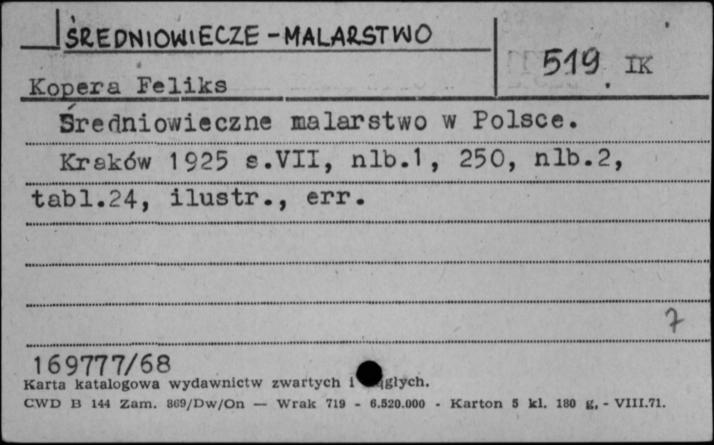 ŚREDNIOWIECZE - MALARSTWO
519 IK
Kopera Feliks
Średniowieczne malarstwo w Polsce.
Kraków 1925 s.VII, nlb.1, 250, nlb.2,
tabl.24, ilustr., err.
7
169777/68
Karta katalogowa wydawnictw zwartych i głych.
CWD B 144 Zam. 869/Dw/On — Wrak 719 - 6.520.000 - Karton 5 kl. 180 g. - VIII.71.